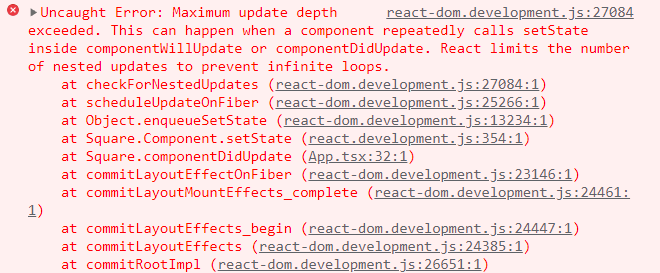 ▶Uncaught Error: Maximum update depth react-dom.development.js:27084
exceeded. This can happen when a component repeatedly calls setState
inside componentWillUpdate or componentDidUpdate. React limits the number
of nested updates to prevent infinite loops.
at checkForNestedUpdates (react-dom.development.js:27084:1)
at scheduleUpdateOnFiber (react-dom.development.js:25266:1)
at Object.enqueueSetState (react-dom.development.js:13234:1)
at Square.Component.setState (react.development.js:354:1)
at Square.componentDidUpdate (App.tsx:32:1)
at commitLayoutEffectOnFiber (react-dom.development.js:23146:1)
at commitLayoutMountEffects_complete (react-dom.development.js:24461:
1)
at commitLayoutEffects_begin (react-dom.development.js:24447:1)
at commitLayoutEffects (react-dom.development.js:24385:1)
at commitRootImpl (react-dom.development.js:26651:1)